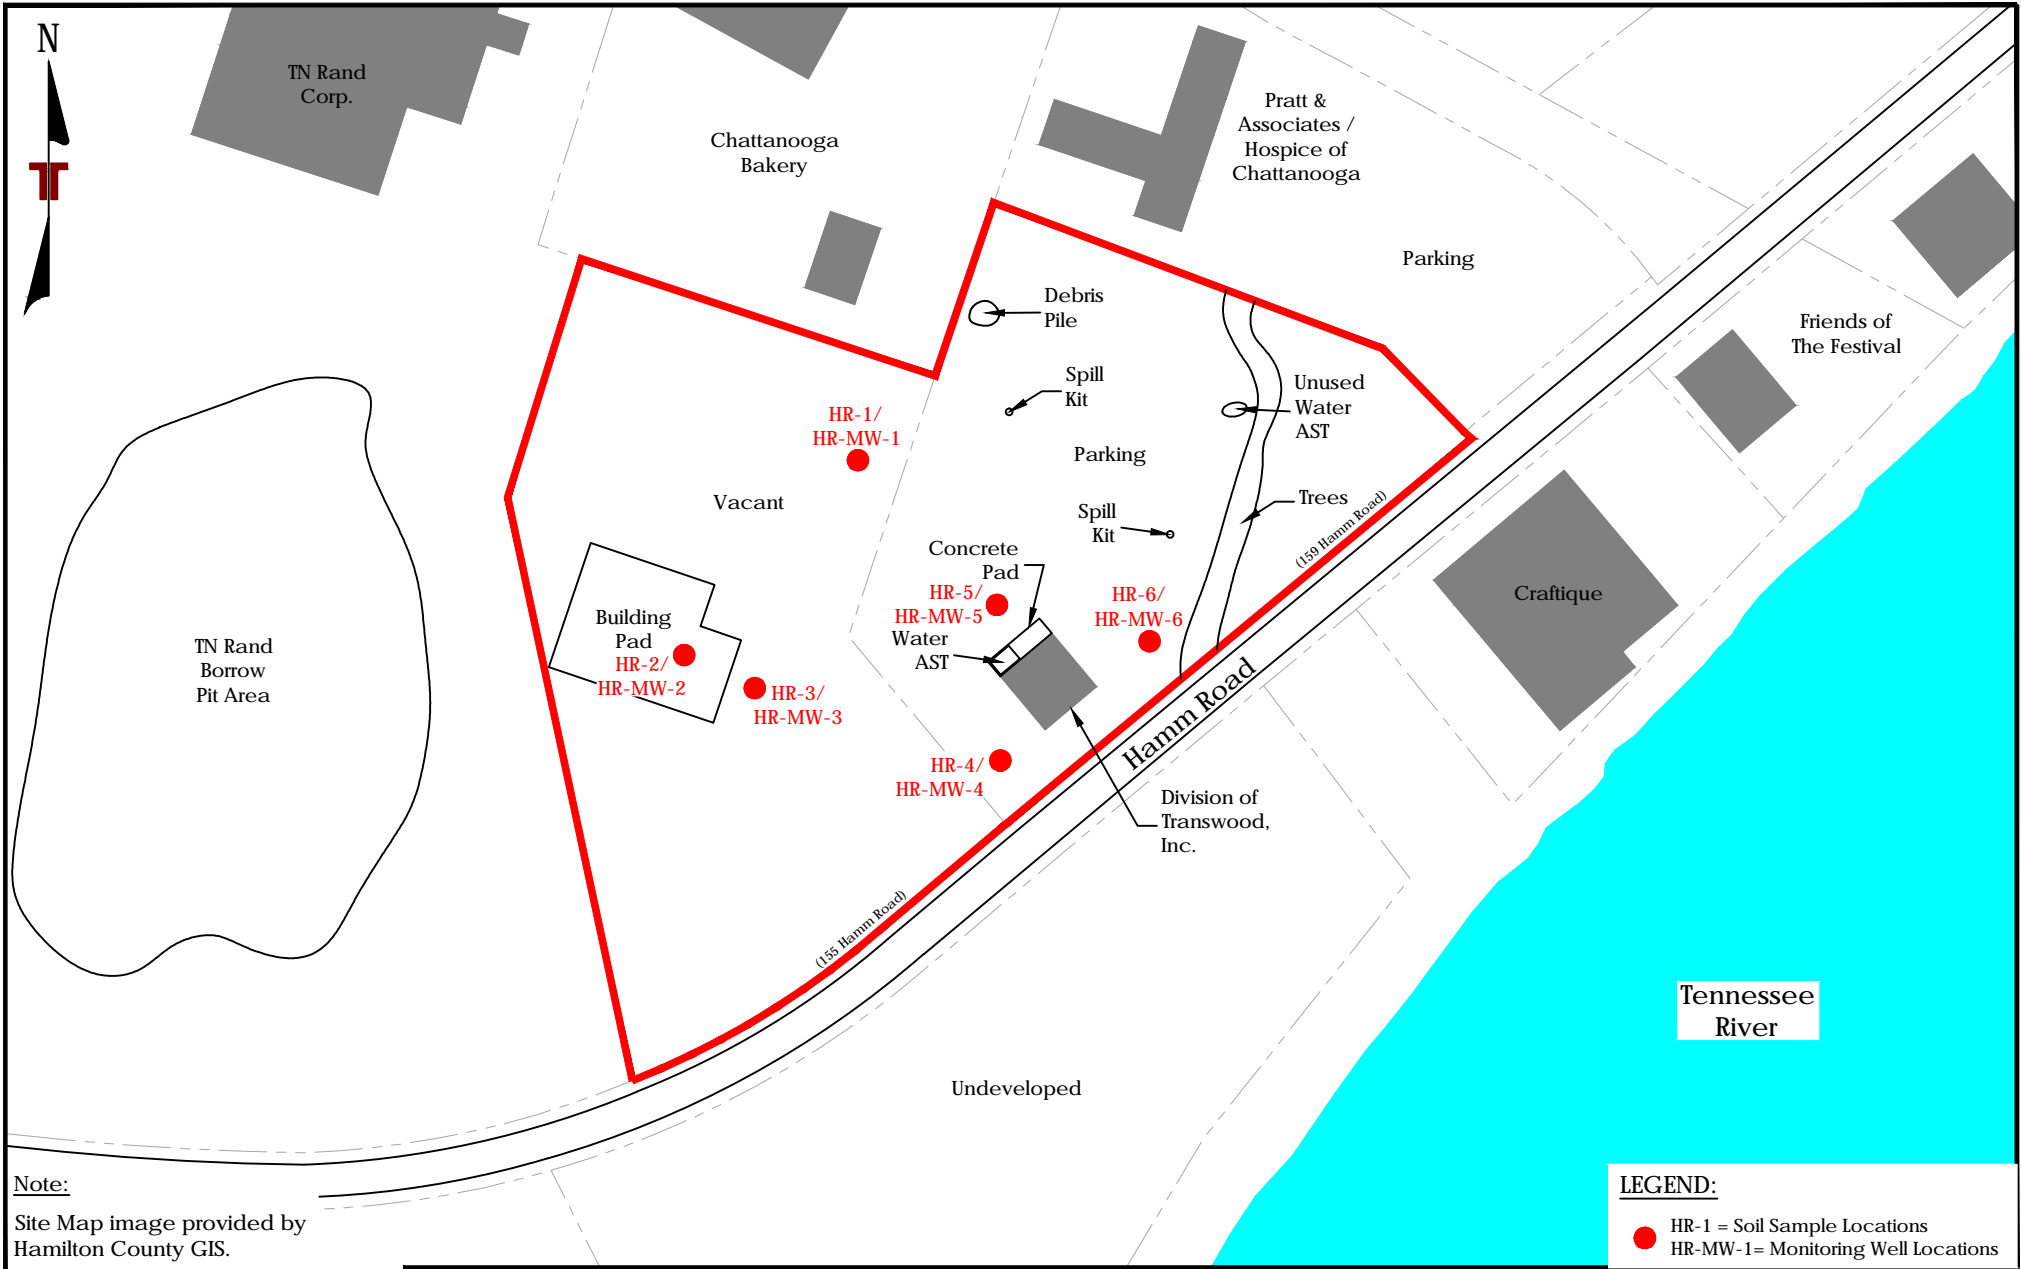 N
TN Rand
Corp.
Chattanooga
Bakery
Pratt &
Associates /
Hospice of
Chattanooga
Parking
Debris
Pile
Friends of
The Festival
Spill
Kit
Unused
Water
AST
HR-1/
HR-MW-1
Parking
Vacant
Trees
Spill
Kit
(159 Hamm Road)
Concrete
Pad
HR-5/
HR-MW-5
HR-6/
HR-MW-6
Craftique
Building
Pad
HR-2/
HR-MW-2
Water
AST
TN Rand
Borrow
Pit Area
HR-3/
HR-MW-3
Hamm Road
HR-4/
HR-MW-4
Division of
Transwood,
Inc.
(155 Hamm Road)
Tennessee
River
Undeveloped
Note:
Site Map image provided by
Hamilton County GIS.
LEGEND:
HR-1 = Soil Sample Locations
HR-MW-1= Monitoring Well Locations